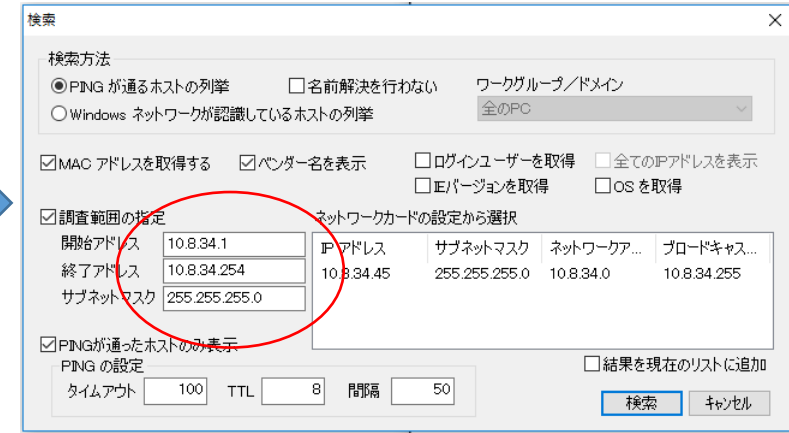 検索
検索方法
PING が通るホストの列挙 名前解決を行わない ワークグループ/ドメイン
Windows ネットワークが認識しているホストの列挙 全のPC
MAC アドレスを取得する ベンダー名を表示 ログインユーザーを取得 全てのIPアドレスを表示
IEバージョンを取得 OS を取得
調査範囲の指定 ネットワークカードの設定から選択
開始アドレス 10.8.34.1 IP アドレス サブネットマスク ネットワークア... ブロードキャス...
終了アドレス 10.8.34.254 10.8.34.45 255.255.255.0 10.8.34.0 10.8.34.255
サブネットマスク 255.255.255.0
PINGが通ったホストのみ表示
PING の設定 結果を現在のリストに追加
タイムアウト 100 TTL 8 間隔 50 検索 キャンセル